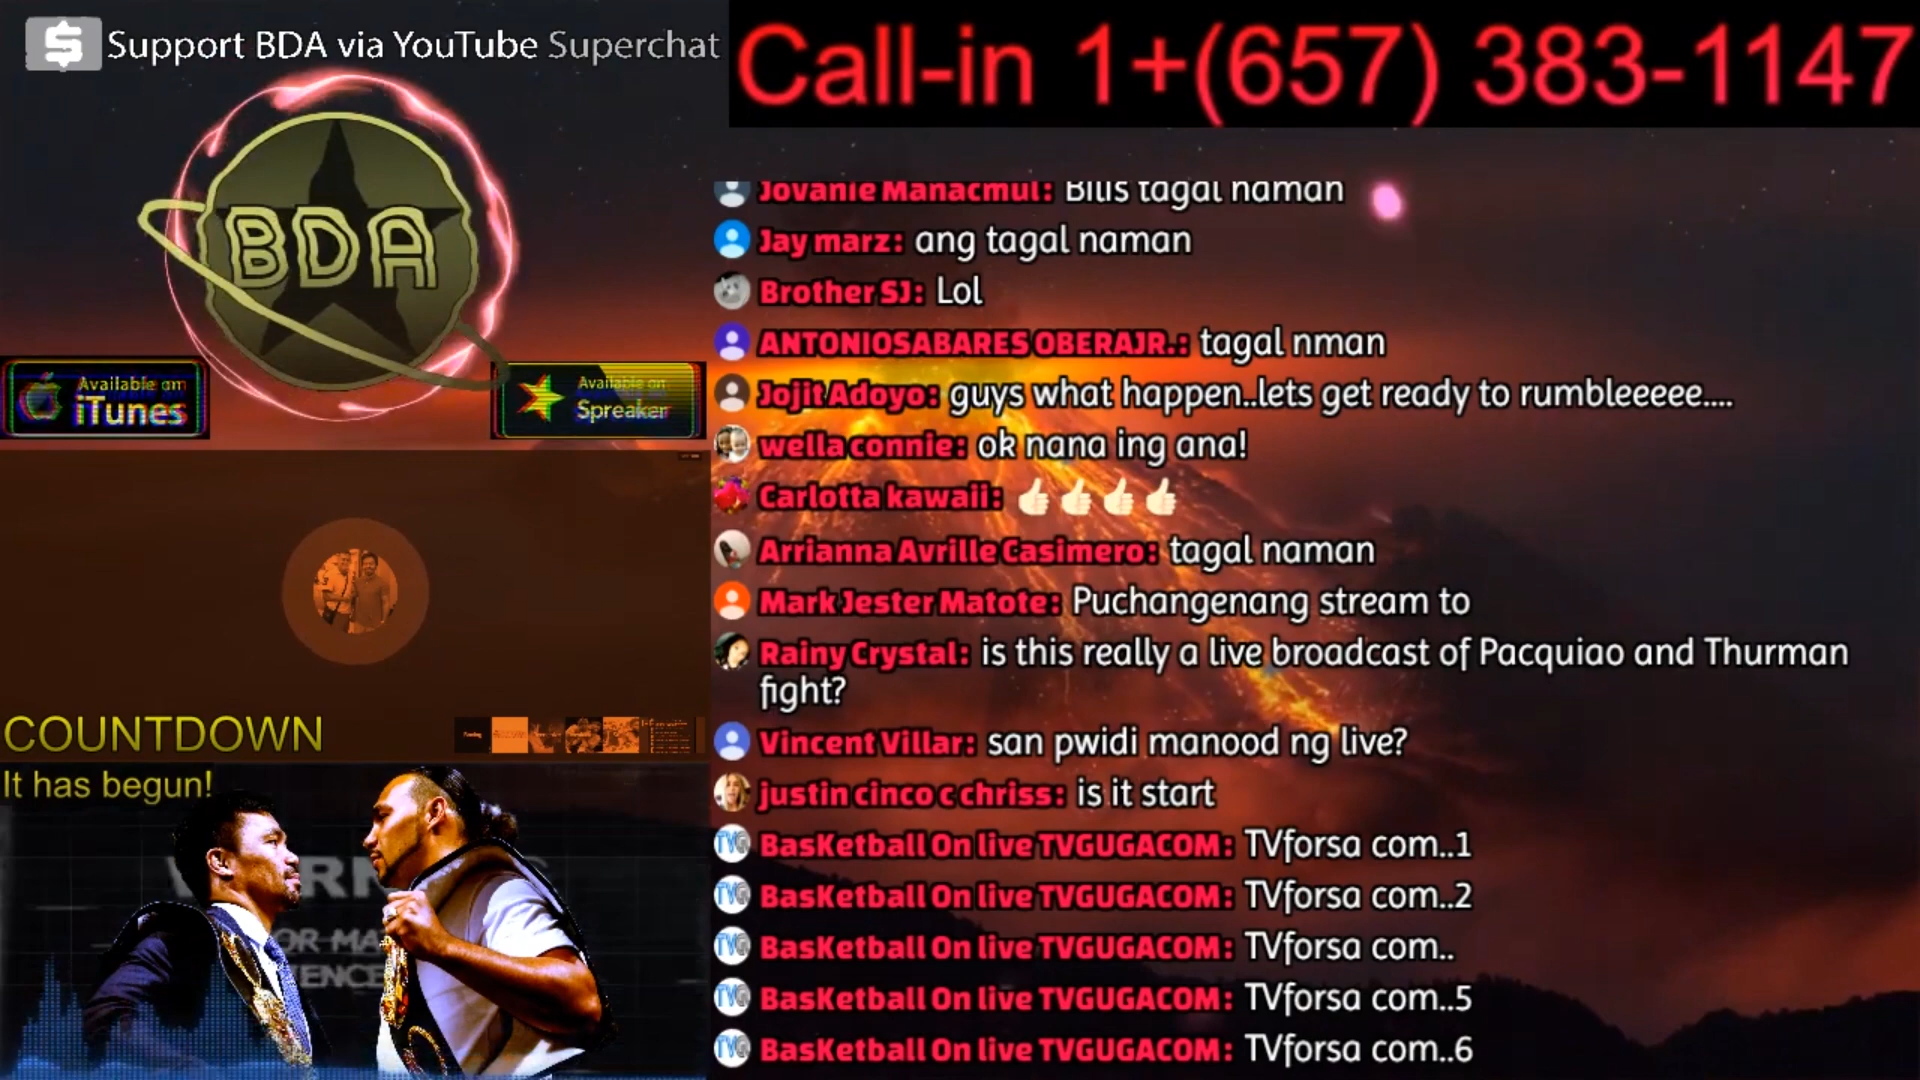 Support BDA via YouTube Superchat
Call-in 1+(657) 383-1147
BDA
Available on
iTunes
Available on
Spreaker
COUNTDOWN
It has begun!
Jovanie Manacmul: Bilis tagal naman
Jay marz: ang tagal naman
Brother SJ: Lol
ANTONIOSABARES OBERAJR.: tagal nman
Jojit Adoyo: guys what happen..lets get ready to rumbleeeee....
wella connie: ok nana ing ana!
Carlotta kawaii: 👍🏻👍🏻👍🏻👍🏻
Arrianna Avrille Casimero: tagal naman
Mark Jester Matote: Puchangenang stream to
Rainy Crystal: is this really a live broadcast of Pacquiao and Thurman
fight?
Vincent Villar: san pwidi manood ng live?
justin cinco c chriss: is it start
BasKetball On live TVGUGACOM: TVforsa com..1
BasKetball On live TVGUGACOM: TVforsa com..2
BasKetball On live TVGUGACOM: TVforsa com..
BasKetball On live TVGUGACOM: TVforsa com..5
BasKetball On live TVGUGACOM: TVforsa com..6